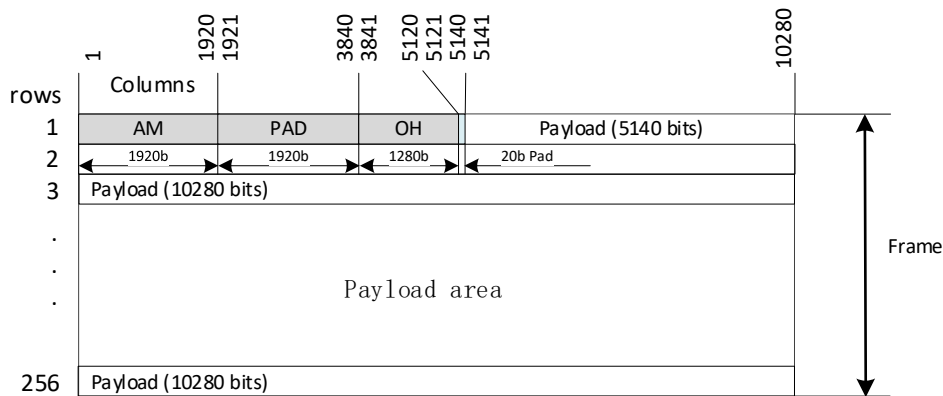 1
1920
1921
3840
3841
5120
5121
5140
5141
10280
Columns
rows
1 AM PAD OH Payload (5140 bits)
2 1920b 1920b 1280b 20b Pad
3 Payload (10280 bits)
.
.
.
Payload area
Frame
256 Payload (10280 bits)